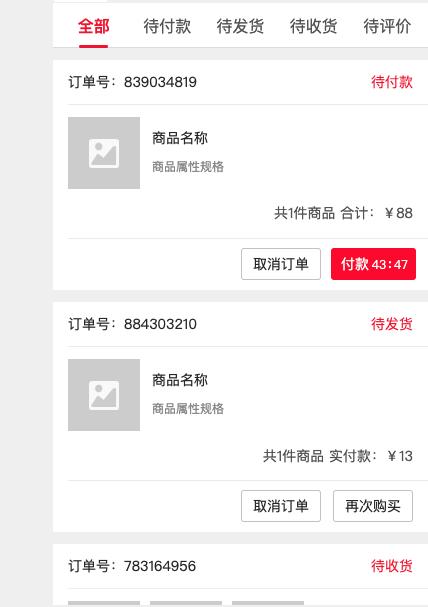 全部 待付款 待发货 待收货 待评价
订单号：839034819 待付款
商品名称
商品属性规格
共1件商品 合计：￥88
取消订单 付款 43:47
订单号：884303210 待发货
商品名称
商品属性规格
共1件商品 实付款：￥13
取消订单 再次购买
订单号：783164956 待收货